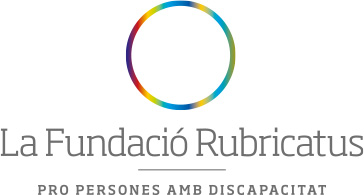 La Fundació Rubricatus
PRO PERSONES AMB DISCAPACITAT